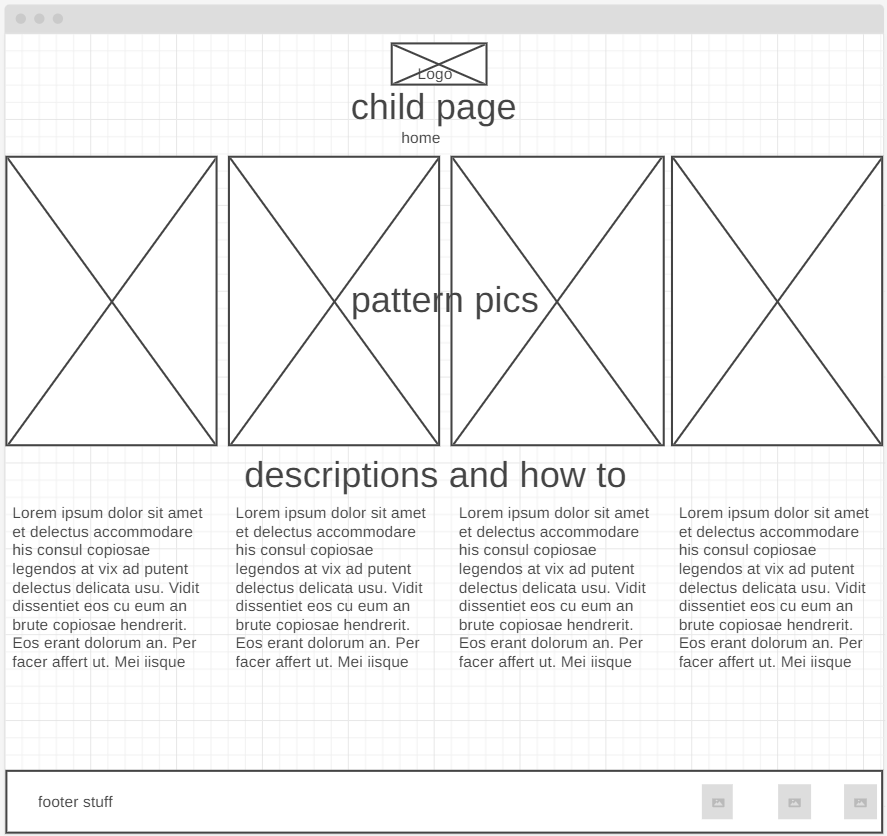 Logo
child page
home
pattern pics
descriptions and how to
Lorem ipsum dolor sit amet
et delectus accommodare
his consul copiosae
legendos at vix ad putent
delectus delicata usu. Vidit
dissentiet eos cu eum an
brute copiosae hendrerit.
Eos erant dolorum an. Per
facer affert ut. Mei iisque
Lorem ipsum dolor sit amet
et delectus accommodare
his consul copiosae
legendos at vix ad putent
delectus delicata usu. Vidit
dissentiet eos cu eum an
brute copiosae hendrerit.
Eos erant dolorum an. Per
facer affert ut. Mei iisque
Lorem ipsum dolor sit amet
et delectus accommodare
his consul copiosae
legendos at vix ad putent
delectus delicata usu. Vidit
dissentiet eos cu eum an
brute copiosae hendrerit.
Eos erant dolorum an. Per
facer affert ut. Mei iisque
Lorem ipsum dolor sit amet
et delectus accommodare
his consul copiosae
legendos at vix ad putent
delectus delicata usu. Vidit
dissentiet eos cu eum an
brute copiosae hendrerit.
Eos erant dolorum an. Per
facer affert ut. Mei iisque
footer stuff